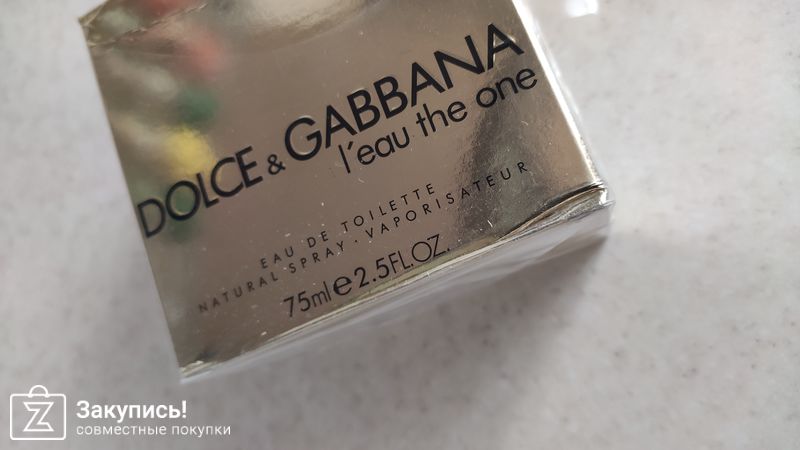 DOLCE & GABBANA
l'eau the one
EAU DE TOILETTE
NATURAL SPRAY · VAPORISATEUR
75ml e 2.5FL.OZ.
Закупись!
совместные покупки